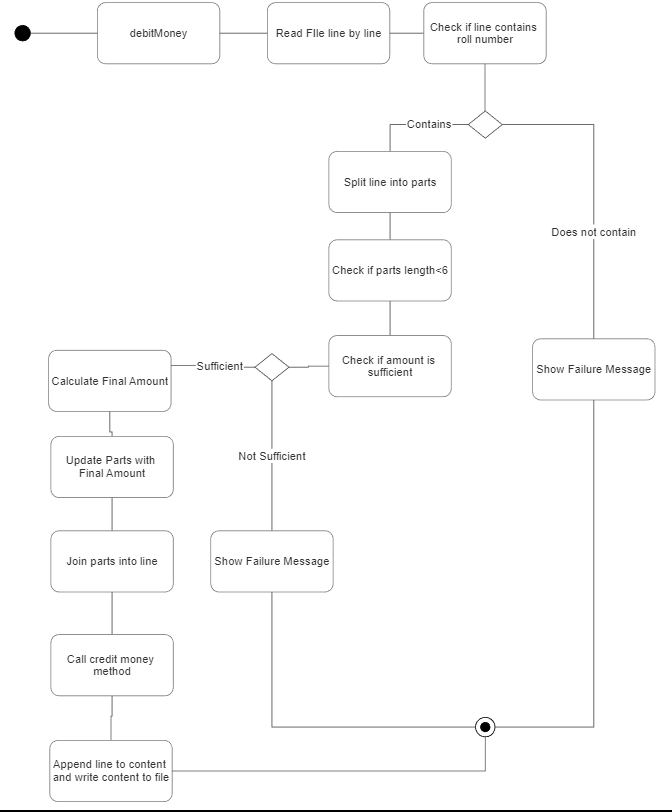 debitMoney
Read FIle line by line
Check if line contains
roll number
Contains
Split line into parts
Does not contain
Check if parts length<6
Check if amount is
sufficient
Sufficient
Calculate Final Amount
Show Failure Message
Not Sufficient
Update Parts with
Final Amount
Join parts into line
Show Failure Message
Call credit money
method
Append line to content
and write content to file